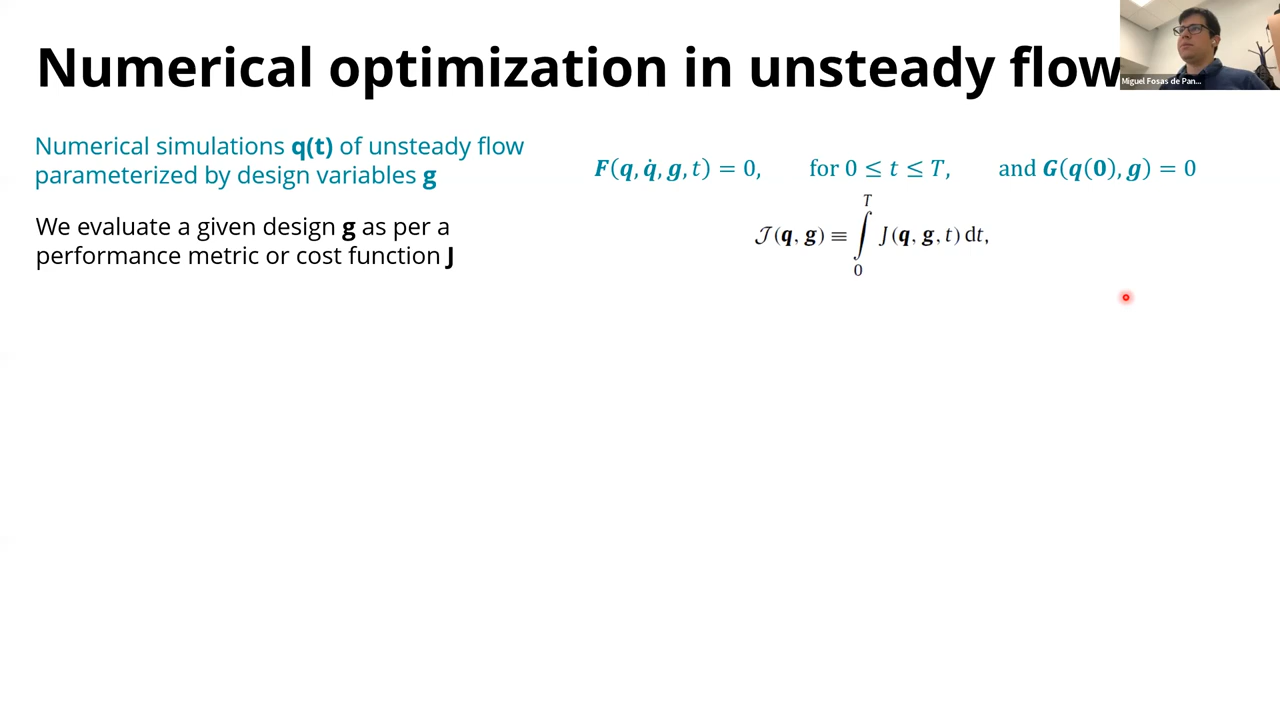 Numerical optimization in unsteady flow
Miguel Fosas de Pan...
Numerical simulations q(t) of unsteady flow
parameterized by design variables g
F(q, q̇, g, t) = 0, for 0 ≤ t ≤ T, and G(q(0), g) = 0
We evaluate a given design g as per a
performance metric or cost function J
𝒥(q, g) ≡ ∫₀ᵀ J(q, g, t) dt,